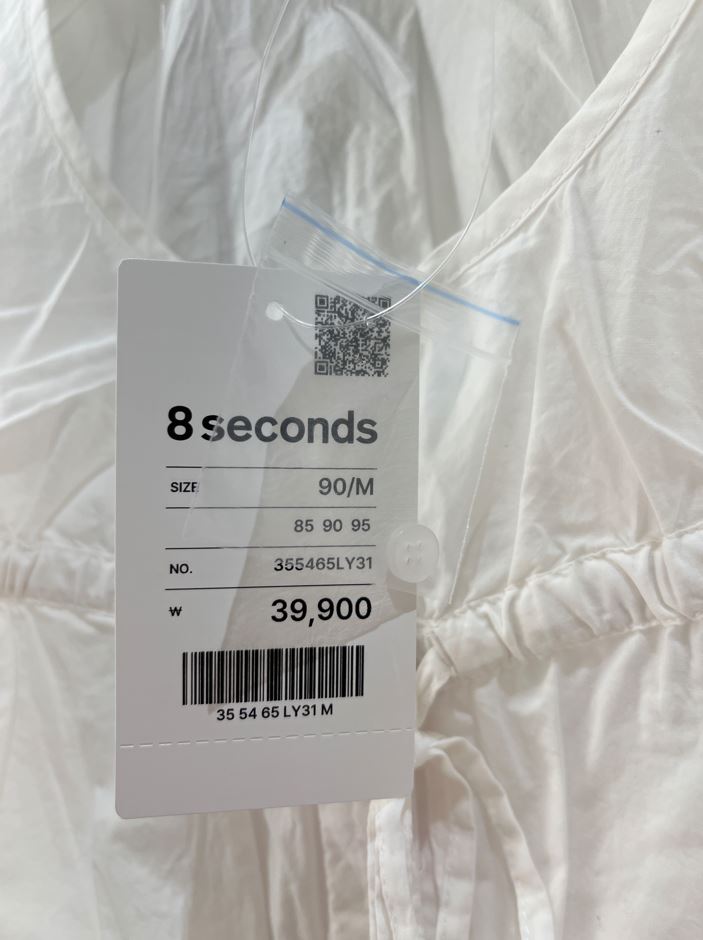 8 seconds
SIZE 90/M
85 90 95
NO. 355465LY31
₩ 39,900
35 54 65 LY31 M